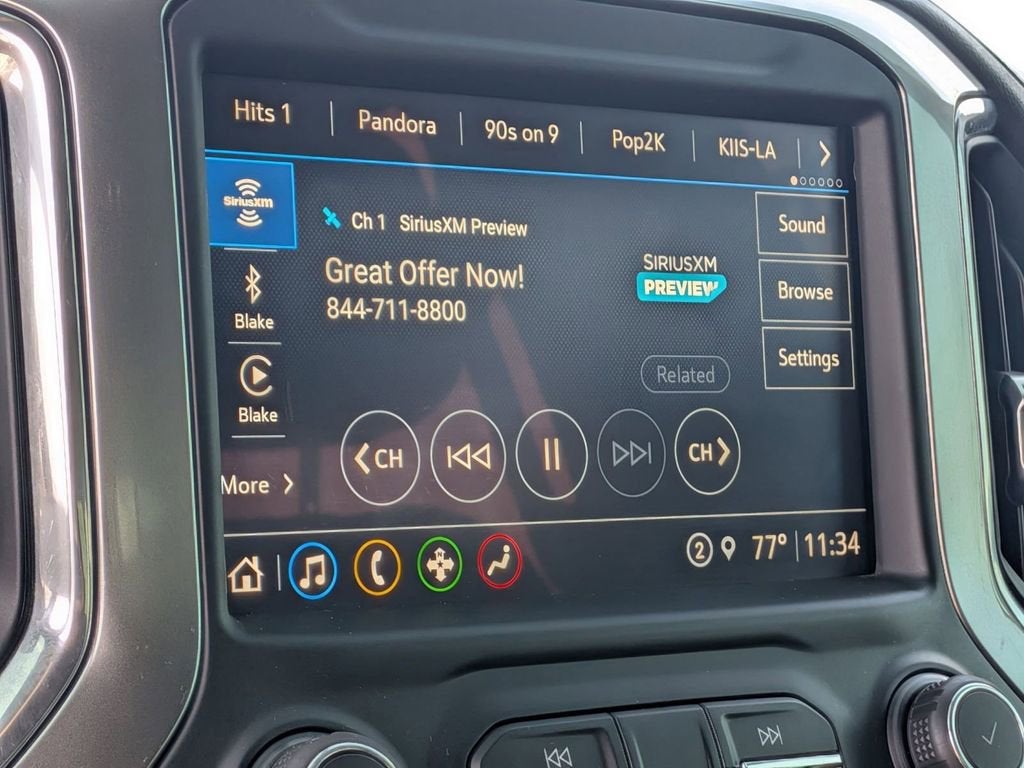 Hits 1
Pandora
90s on 9
Pop2K
KIIS-LA
SiriusXM
Ch 1 SiriusXM Preview
Great Offer Now!
844-711-8800
SIRIUSXM
PREVIEW
Sound
Browse
Settings
Blake
Blake
Related
CH
CH
More
N
2
77° 11:34